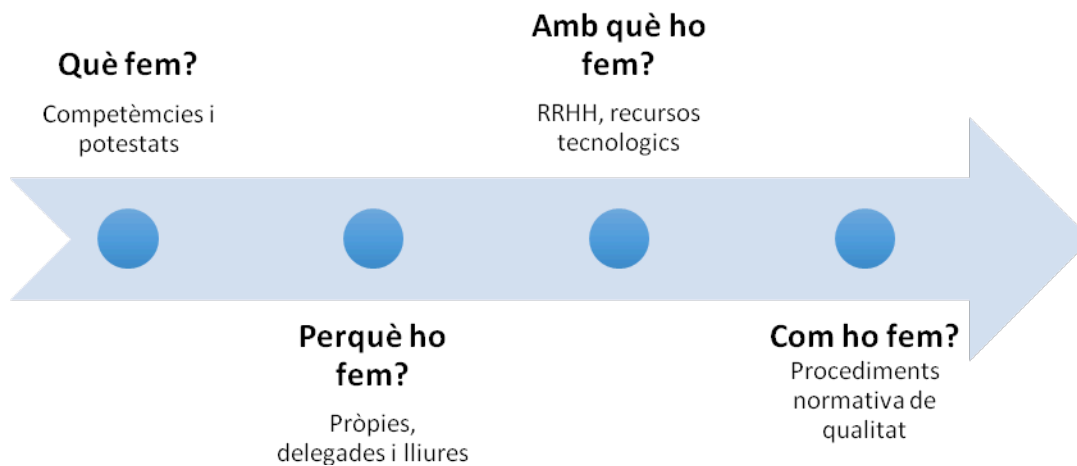 Què fem?
Competèmcies i
potestats
Perquè ho
fem?
Pròpies,
delegades i lliures
Amb què ho
fem?
RRHH, recursos
tecnologics
Com ho fem?
Procediments
normativa de
qualitat